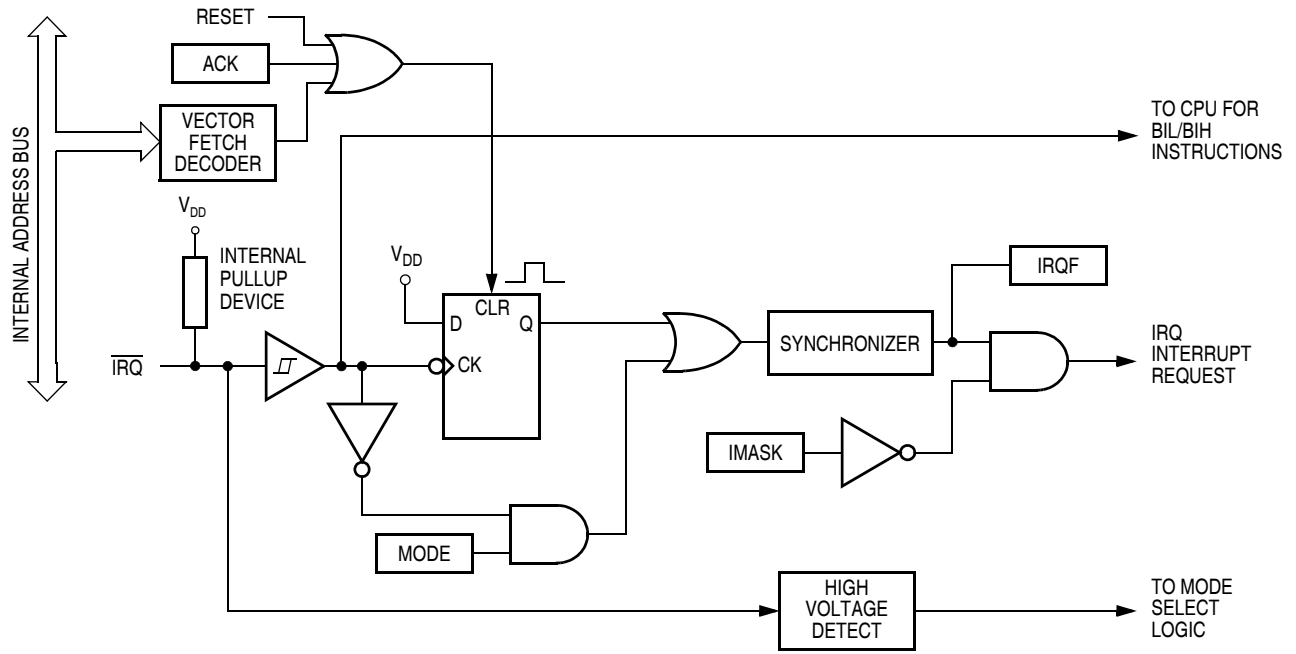 RESET
ACK
VECTOR
FETCH
DECODER
INTERNAL ADDRESS BUS
TO CPU FOR
BIL/BIH
INSTRUCTIONS
VDD
INTERNAL
PULLUP
DEVICE
VDD
CLR
D
Q
CK
IRQ
SYNCHRONIZER
IRQF
IRQ
INTERRUPT
REQUEST
IMASK
MODE
HIGH
VOLTAGE
DETECT
TO MODE
SELECT
LOGIC